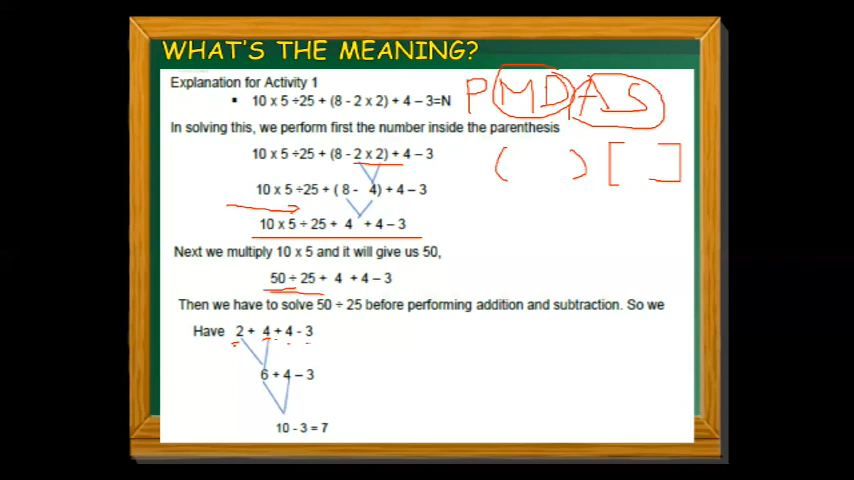 WHAT'S THE MEANING?
Explanation for Activity 1
PMDAS
▪ 10 x 5 ÷25 + (8 - 2 x 2) + 4 – 3=N
In solving this, we perform first the number inside the parenthesis
10 x 5 ÷25 + (8 - 2 x 2) + 4 – 3
( ) [ ]
10 x 5 ÷25 + ( 8 - 4) + 4 – 3
10 x 5 ÷ 25 + 4 + 4 – 3
Next we multiply 10 x 5 and it will give us 50,
50 ÷ 25 + 4 + 4 – 3
Then we have to solve 50 ÷ 25 before performing addition and subtraction. So we
Have 2 + 4 + 4 - 3
6 + 4 – 3
10 - 3 = 7